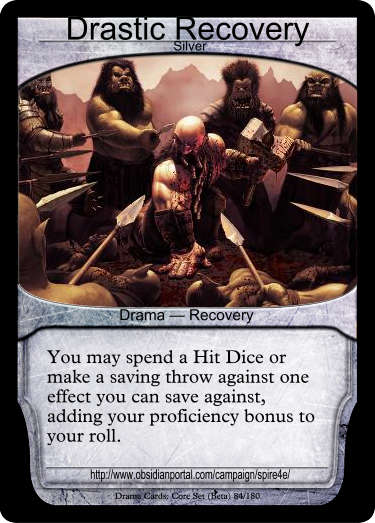 Drastic Recovery
Silver
Drama — Recovery
You may spend a Hit Dice or
make a saving throw against one
effect you can save against,
adding your proficiency bonus to
your roll.
http://www.obsidianportal.com/campaign/spire4e/
Drama Cards: Core Set (Beta) 84/180